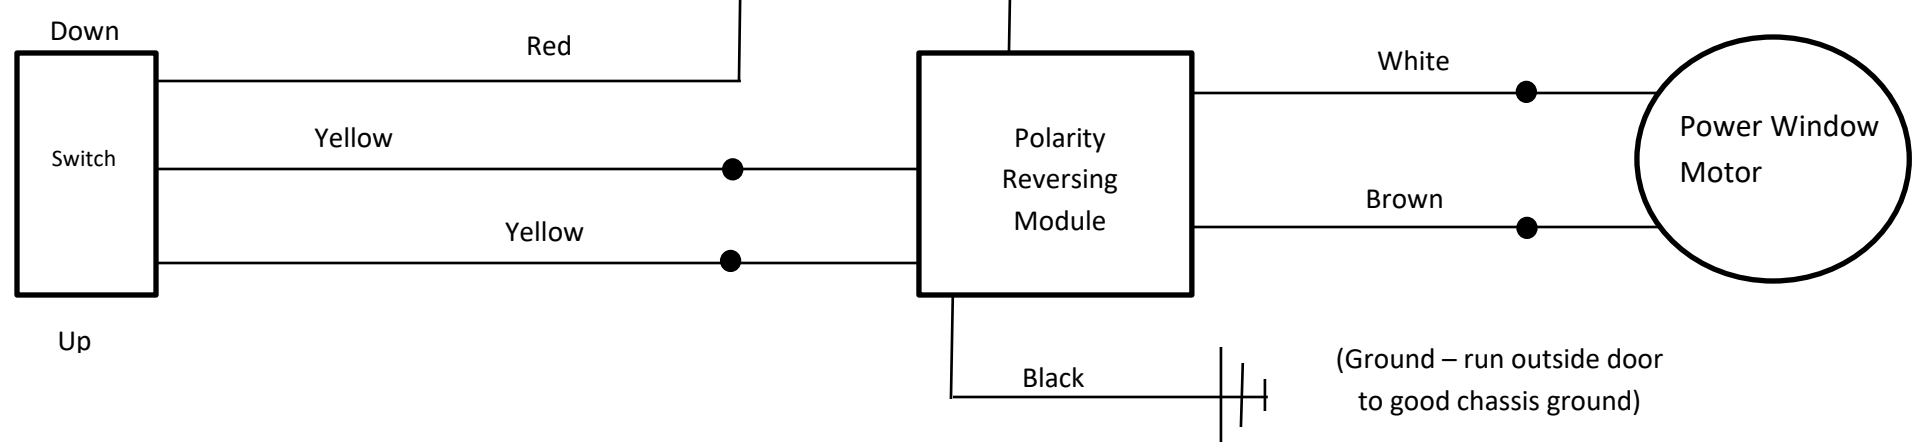 Down
Red
White
Yellow
Switch
Polarity
Reversing
Module
Power Window
Motor
Yellow
Brown
Up
Black
(Ground – run outside door
to good chassis ground)